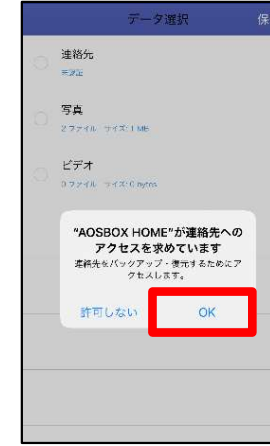 データ選択
保
連絡先
未設定
写真
2 ファイル サイズ: 1 MB
ビデオ
0 ファイル サイズ: 0 bytes
"AOSBOX HOME"が連絡先への
アクセスを求めています
連絡先をバックアップ・復元するためにア
クセスします。
許可しない
OK